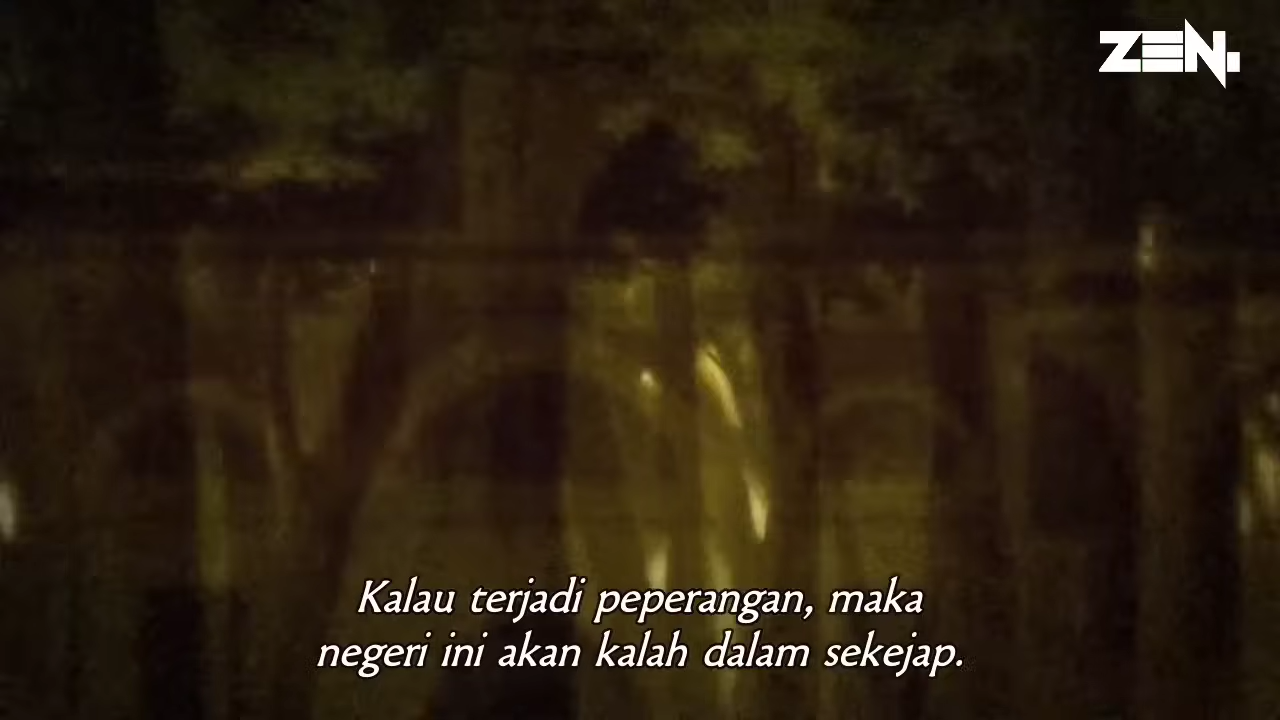 ZEN.
Kalau terjadi peperangan, maka
negeri ini akan kalah dalam sekejap.